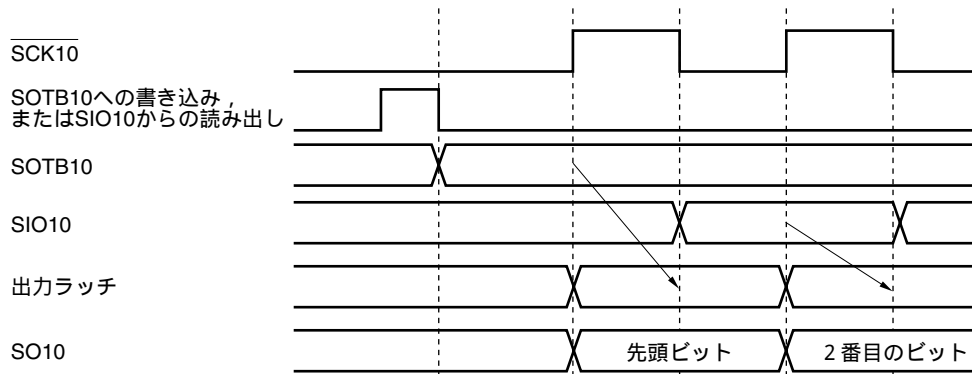 SCK10
SOTB10への書き込み，
またはSIO10からの読み出し
SOTB10
SIO10
出力ラッチ
SO10
先頭ビット
2番目のビット